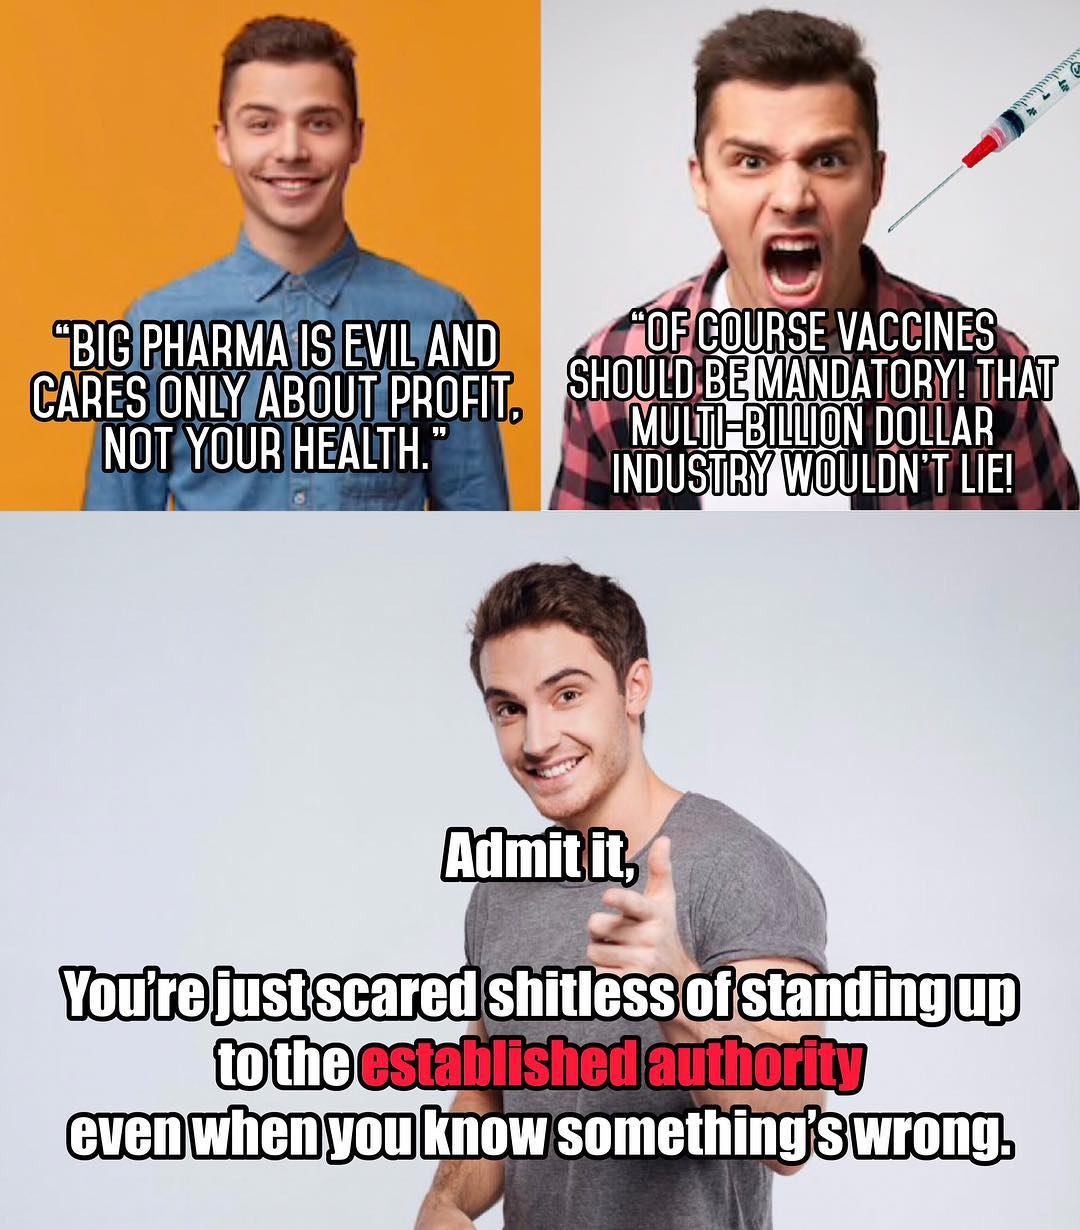 “BIG PHARMA IS EVIL AND
CARES ONLY ABOUT PROFIT,
NOT YOUR HEALTH.”
“OF COURSE VACCINES
SHOULD BE MANDATORY! THAT
MULTI-BILLION DOLLAR
INDUSTRY WOULDN’T LIE!
Admit it,
You’re just scared shitless of standing up
to the established authority
even when you know something’s wrong.